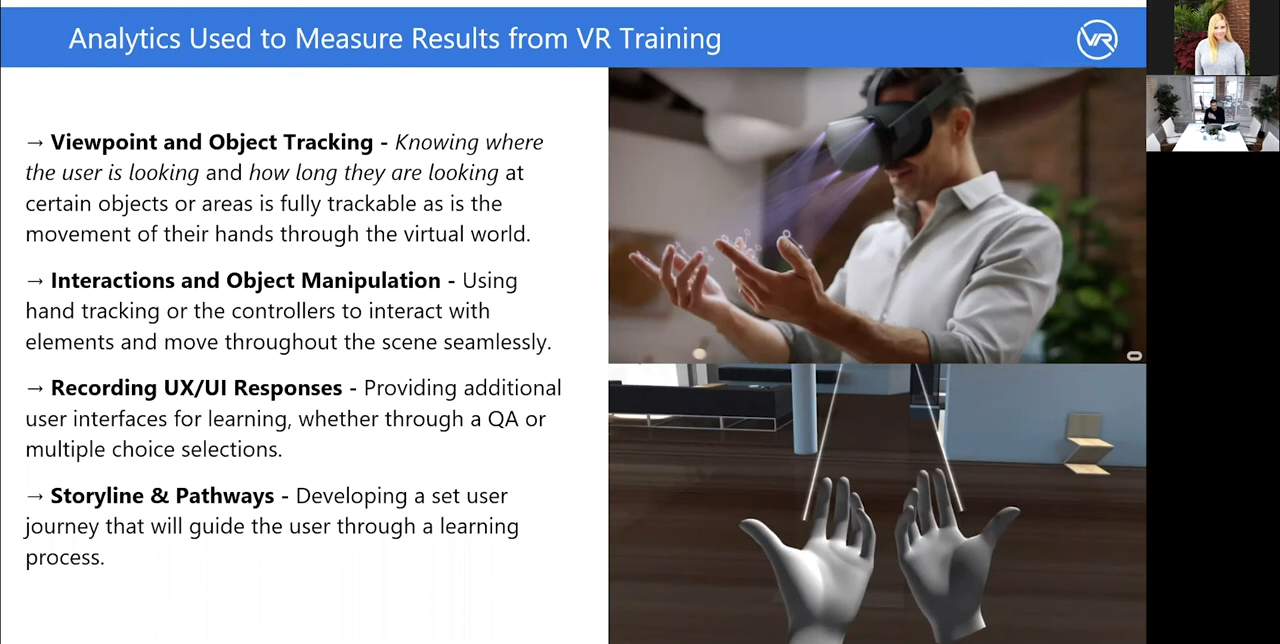 Analytics Used to Measure Results from VR Training
VR
→ Viewpoint and Object Tracking - Knowing where
the user is looking and how long they are looking at
certain objects or areas is fully trackable as is the
movement of their hands through the virtual world.
→ Interactions and Object Manipulation - Using
hand tracking or the controllers to interact with
elements and move throughout the scene seamlessly.
→ Recording UX/UI Responses - Providing additional
user interfaces for learning, whether through a QA or
multiple choice selections.
→ Storyline & Pathways - Developing a set user
journey that will guide the user through a learning
process.